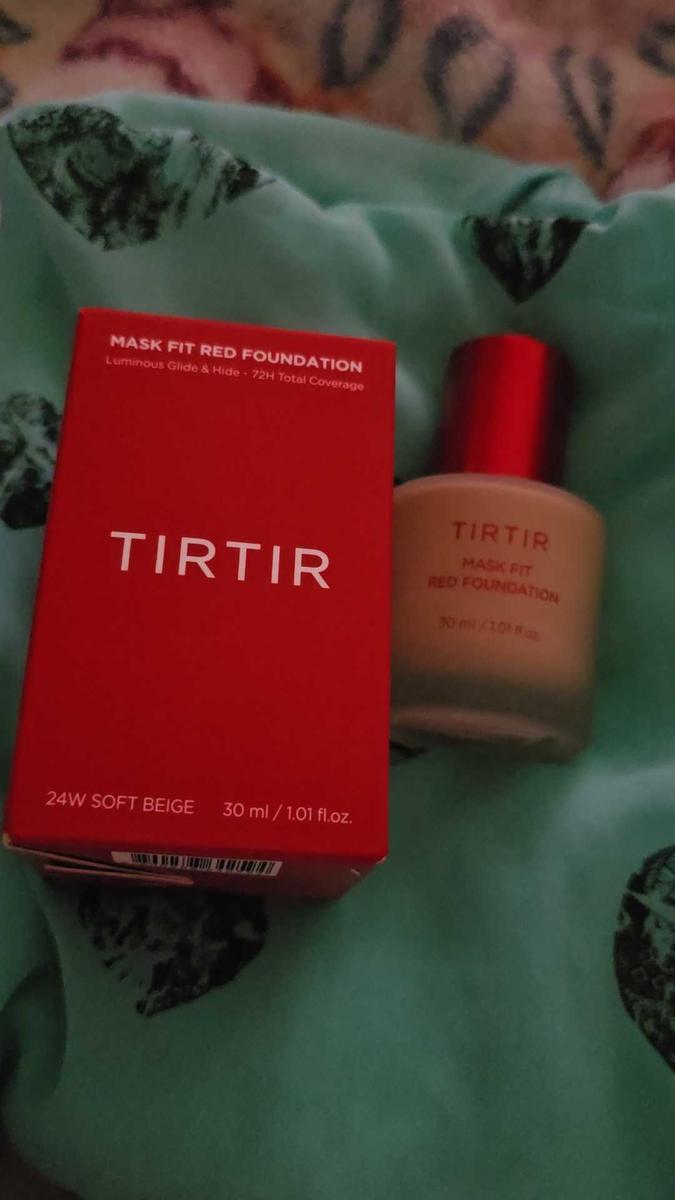 MASK FIT RED FOUNDATION
Luminous Glide & Hide • 72H Total Coverage
TIRTIR
24W SOFT BEIGE 30 ml / 1.01 fl.oz.
TIRTIR
MASK FIT
RED FOUNDATION
30 ml / 1.01 fl.oz.